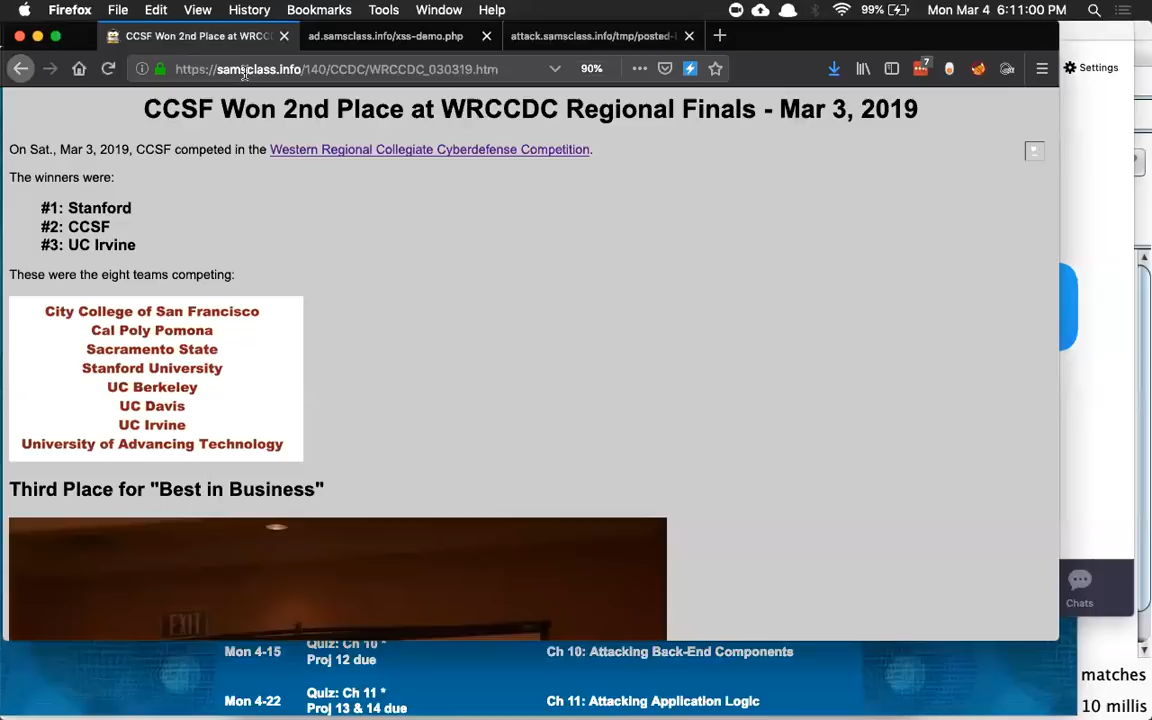 Firefox File Edit View History Bookmarks Tools Window Help 99% Mon Mar 4 6:11:00 PM
CCSF Won 2nd Place at WRCC
ad.samsclass.info/xss-demo.php
attack.samsclass.info/tmp/posted-
https://samsclass.info/140/CCDC/WRCCDC_030319.htm 90% 7
Settings
CCSF Won 2nd Place at WRCCDC Regional Finals - Mar 3, 2019
On Sat., Mar 3, 2019, CCSF competed in the Western Regional Collegiate Cyberdefense Competition.
The winners were:
#1: Stanford
#2: CCSF
#3: UC Irvine
These were the eight teams competing:
City College of San Francisco
Cal Poly Pomona
Sacramento State
Stanford University
UC Berkeley
UC Davis
UC Irvine
University of Advancing Technology
Third Place for "Best in Business"
EXIT
Chats
Quiz: Ch 10 *
Mon 4-15 Ch 10: Attacking Back-End Components
Proj 12 due
matches
Quiz: Ch 11 *
Mon 4-22 Ch 11: Attacking Application Logic
Proj 13 & 14 due
10 millis